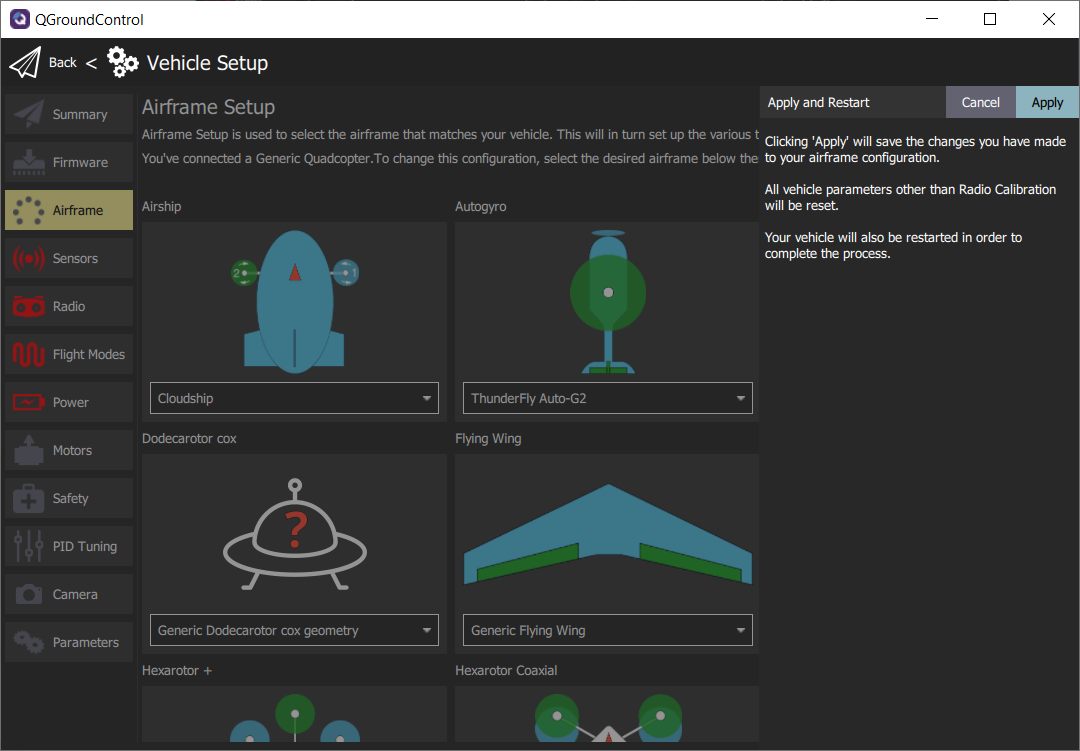 QGroundControl
Back < Vehicle Setup
Summary
Firmware
Airframe
Sensors
Radio
Flight Modes
Power
Motors
Safety
PID Tuning
Camera
Parameters
Airframe Setup
Airframe Setup is used to select the airframe that matches your vehicle. This will in turn set up the various t
You've connected a Generic Quadcopter.To change this configuration, select the desired airframe below the
Airship
2 1
Cloudship
Autogyro
ThunderFly Auto-G2
Dodecarotor cox
?
Generic Dodecarotor cox geometry
Flying Wing
Generic Flying Wing
Hexarotor +
Hexarotor Coaxial
Apply and Restart
Cancel
Apply
Clicking 'Apply' will save the changes you have made
to your airframe configuration.
All vehicle parameters other than Radio Calibration
will be reset.
Your vehicle will also be restarted in order to
complete the process.